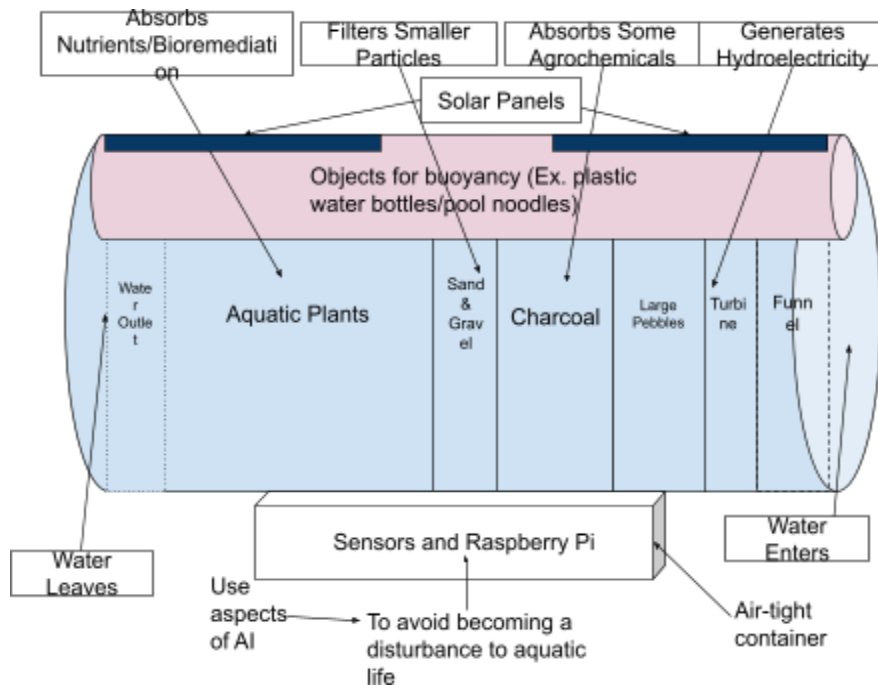 Absorbs
Nutrients/Bioremediati
on
Filters Smaller
Particles
Absorbs Some
Agrochemicals
Generates
Hydroelectricity
Solar Panels
Objects for buoyancy (Ex. plastic
water bottles/pool noodles)
Wate
r
Outle
t
Aquatic Plants
Sand
&
Grav
el
Charcoal
Large
Pebbles
Turbi
ne
Funn
el
Sensors and Raspberry Pi
Water
Leaves
Water
Enters
Use
aspects
of AI
To avoid becoming a
disturbance to aquatic
life
Air-tight
container